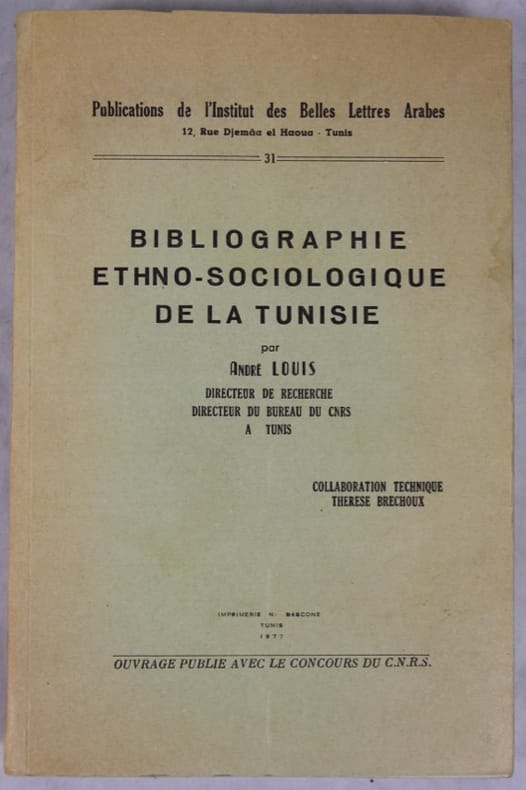 Publications de l'Institut des Belles Lettres Arabes
12, Rue Djemâa el Haoua - Tunis
31
BIBLIOGRAPHIE
ETHNO-SOCIOLOGIQUE
DE LA TUNISIE
par
ANDRÉ LOUIS
DIRECTEUR DE RECHERCHE
DIRECTEUR DU BUREAU DU CNRS
A TUNIS
COLLABORATION TECHNIQUE
THERESE BRECHOUX
IMPRIMERIE N. BASCONE
TUNIS
1977
OUVRAGE PUBLIE AVEC LE CONCOURS DU C.N.R.S.